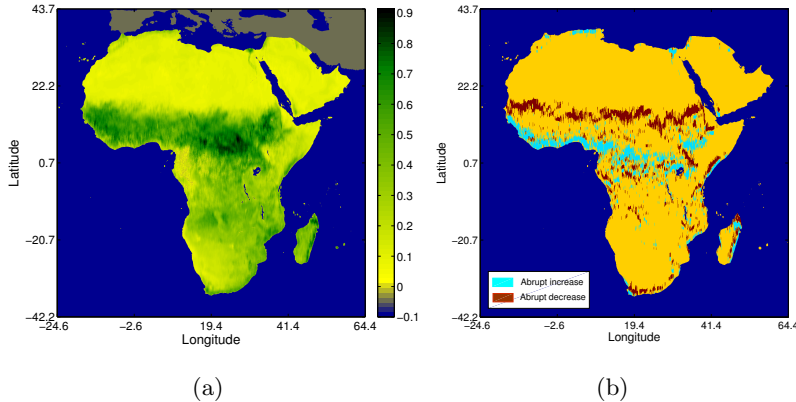 43.7
22.2
0.7
−20.7
−42.2
Latitude
−24.6 −2.6 19.4 41.4 64.4
Longitude
0.9
0.8
0.7
0.6
0.5
0.4
0.3
0.2
0.1
0
−0.1
(a)
43.7
22.2
0.7
−20.7
−42.2
Latitude
Abrupt increase
Abrupt decrease
−24.6 −2.6 19.4 41.4 64.4
Longitude
(b)